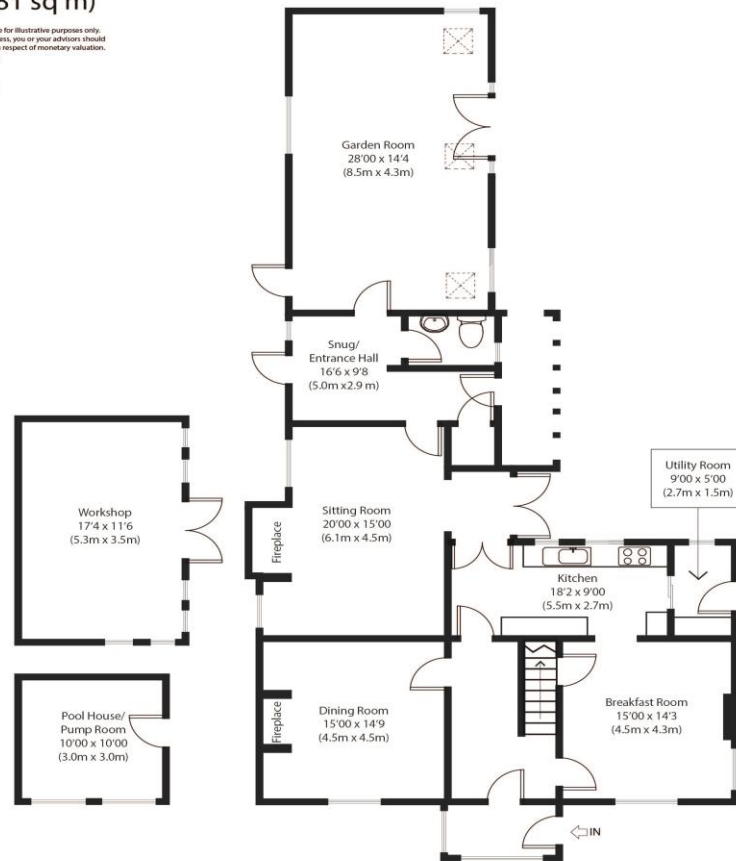 81 sq m)
for illustrative purposes only.
ess, you or your advisors should
respect of monetary valuation.
Garden Room
28'00 x 14'4
(8.5m x 4.3m)
Snug/
Entrance Hall
16'6 x 9'8
(5.0m x2.9 m)
Workshop
17'4 x 11'6
(5.3m x 3.5m)
Fireplace
Sitting Room
20'00 x 15'00
(6.1m x 4.5m)
Utility Room
9'00 x 5'00
(2.7m x 1.5m)
Kitchen
18'2 x 9'00
(5.5m x 2.7m)
Pool House/
Pump Room
10'00 x 10'00
(3.0m x 3.0m)
Fireplace
Dining Room
15'00 x 14'9
(4.5m x 4.5m)
Breakfast Room
15'00 x 14'3
(4.5m x 4.3m)
IN